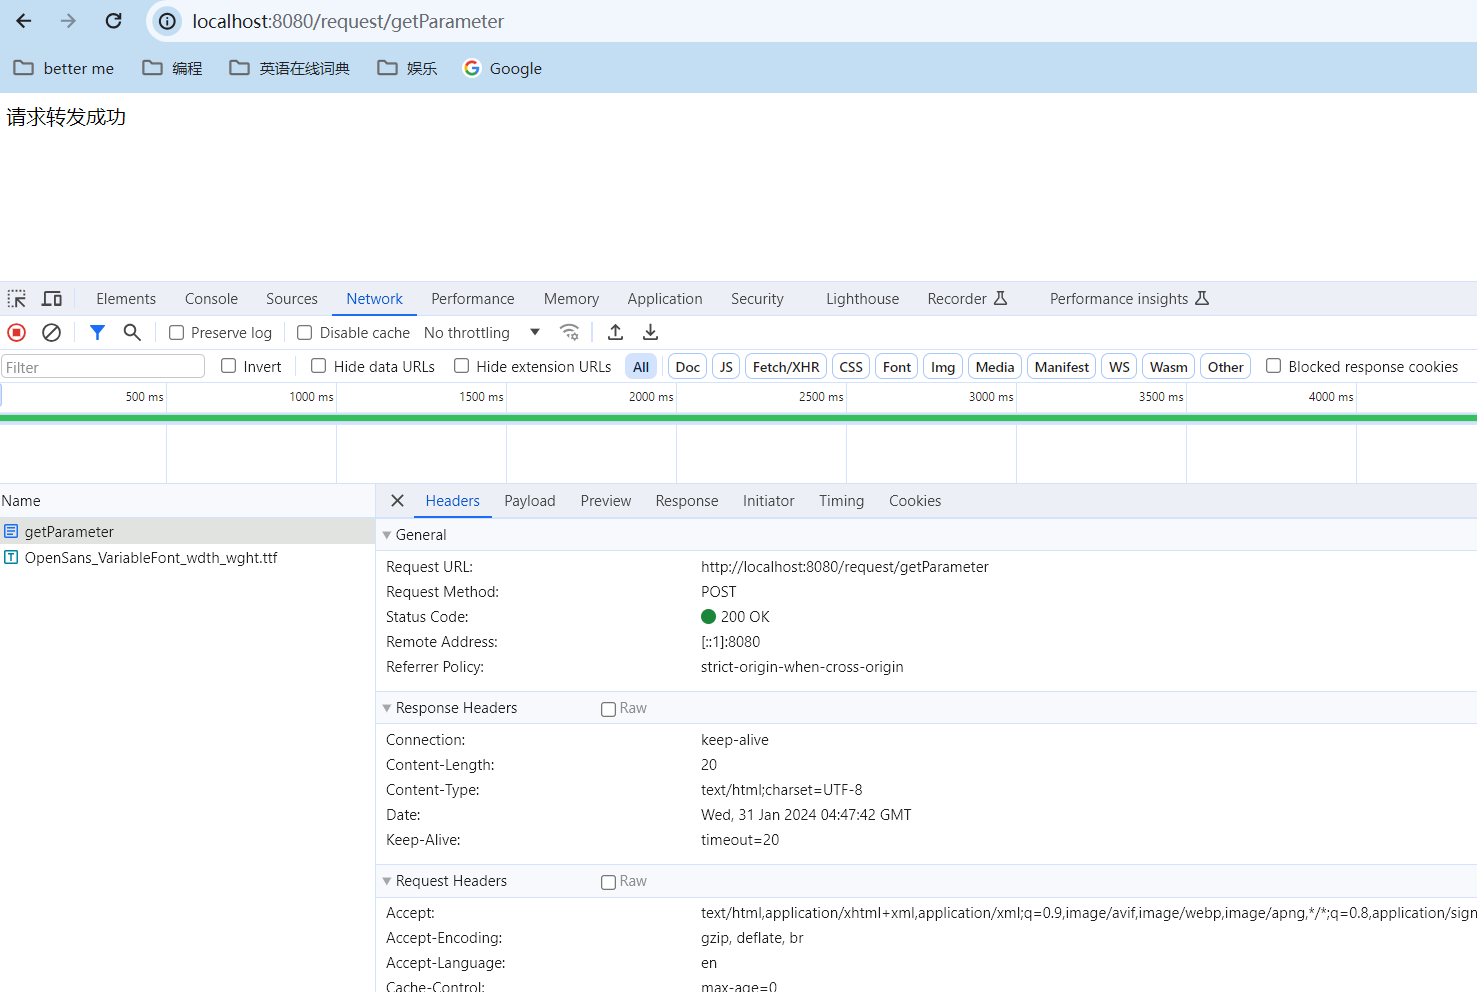 localhost:8080/request/getParameter
better me 编程 英语在线词典 娱乐 Google
请求转发成功
Elements Console Sources Network Performance Memory Application Security Lighthouse Recorder Performance insights
Preserve log Disable cache No throttling
Filter Invert Hide data URLs Hide extension URLs All Doc JS Fetch/XHR CSS Font Img Media Manifest WS Wasm Other Blocked response cookies
500 ms 1000 ms 1500 ms 2000 ms 2500 ms 3000 ms 3500 ms 4000 ms
Name Headers Payload Preview Response Initiator Timing Cookies
getParameter
OpenSans_VariableFont_wdth_wght.ttf
General
Request URL: http://localhost:8080/request/getParameter
Request Method: POST
Status Code: 200 OK
Remote Address: [::1]:8080
Referrer Policy: strict-origin-when-cross-origin
Response Headers Raw
Connection: keep-alive
Content-Length: 20
Content-Type: text/html;charset=UTF-8
Date: Wed, 31 Jan 2024 04:47:42 GMT
Keep-Alive: timeout=20
Request Headers Raw
Accept: text/html,application/xhtml+xml,application/xml;q=0.9,image/avif,image/webp,image/apng,*/*;q=0.8,application/sign
Accept-Encoding: gzip, deflate, br
Accept-Language: en
Cache-Control: max-age=0